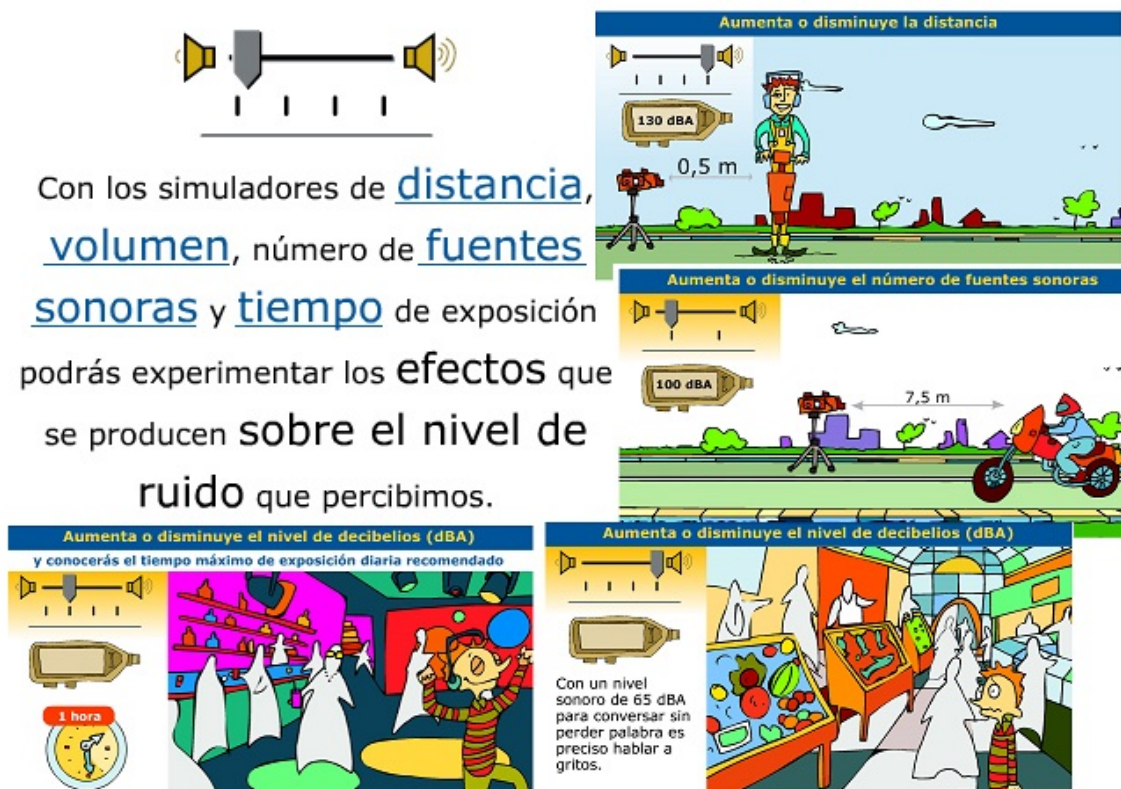 Con los simuladores de distancia,
volumen, número de fuentes
sonoras y tiempo de exposición
podrás experimentar los efectos que
se producen sobre el nivel de
ruido que percibimos.
Aumenta o disminuye la distancia
130 dBA
0,5 m
Aumenta o disminuye el número de fuentes sonoras
100 dBA
7,5 m
Aumenta o disminuye el nivel de decibelios (dBA)
y conocerás el tiempo máximo de exposición diaria recomendado
1 hora
Aumenta o disminuye el nivel de decibelios (dBA)
Con un nivel
sonoro de 65 dBA
para conversar sin
perder palabra es
preciso hablar a
gritos.